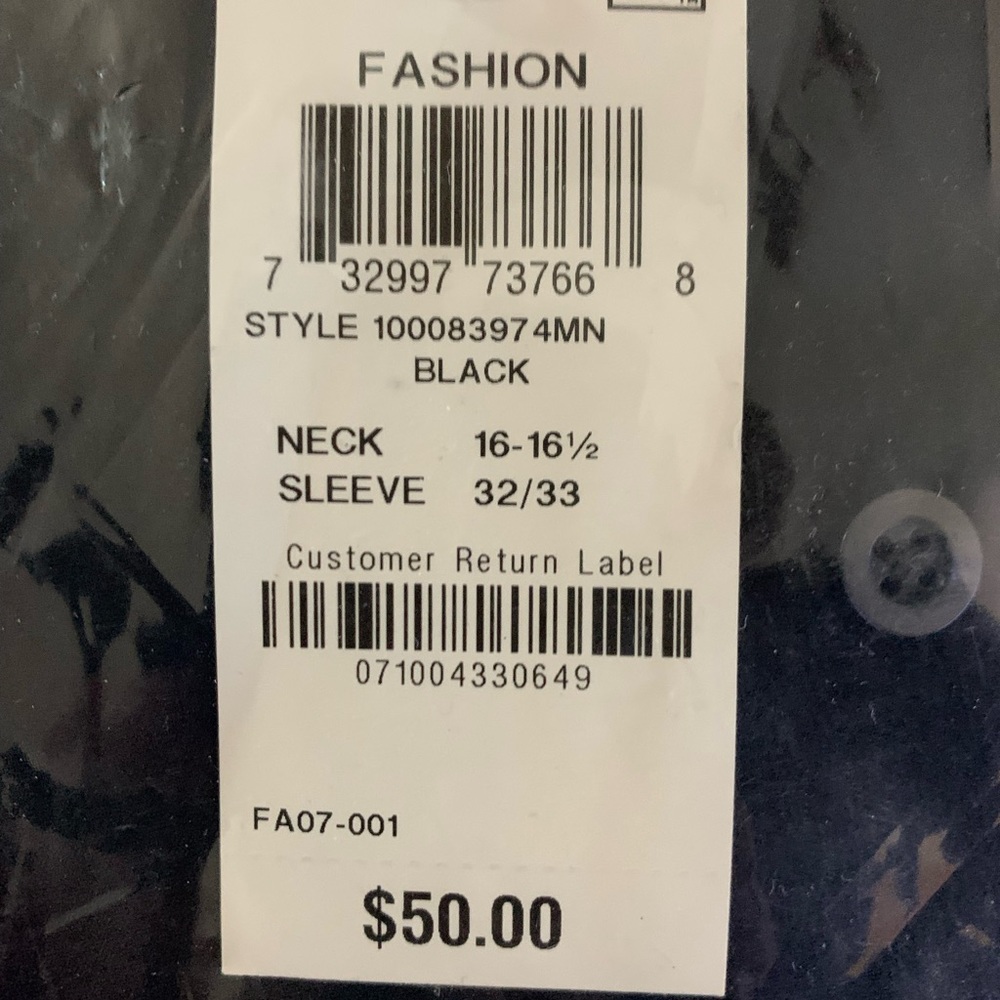 FASHION
7 32997 73766 8
STYLE 100083974MN
BLACK
NECK 16-16½
SLEEVE 32/33
Customer Return Label
071004330649
FA07-001
$50.00